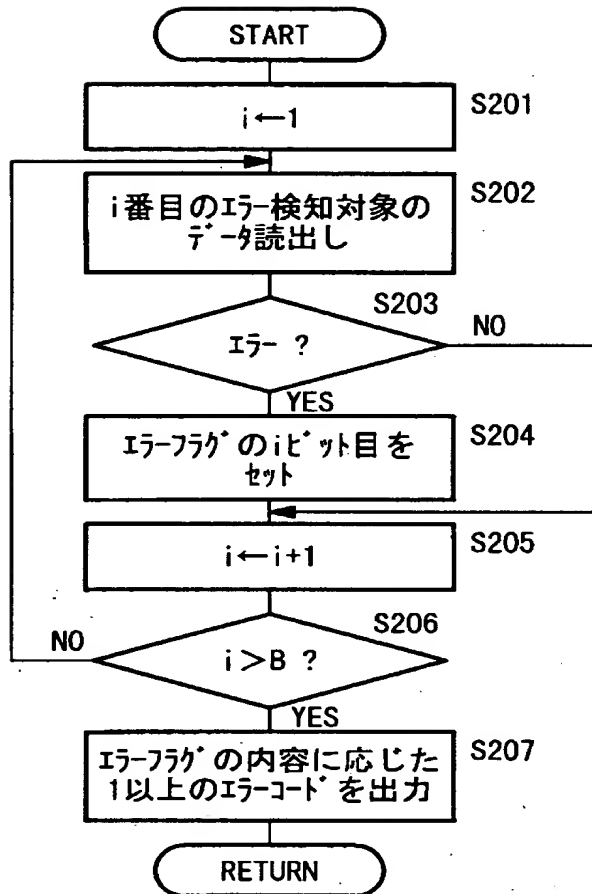 START
S201
i←1
S202
i番目のエラー検知対象の
データ読出し
S203
エラー ?
NO
YES
S204
エラーフラグのiビット目を
セット
S205
i←i+1
S206
NO
i>B ?
YES
S207
エラーフラグの内容に応じた
1以上のエラーコードを出力
RETURN